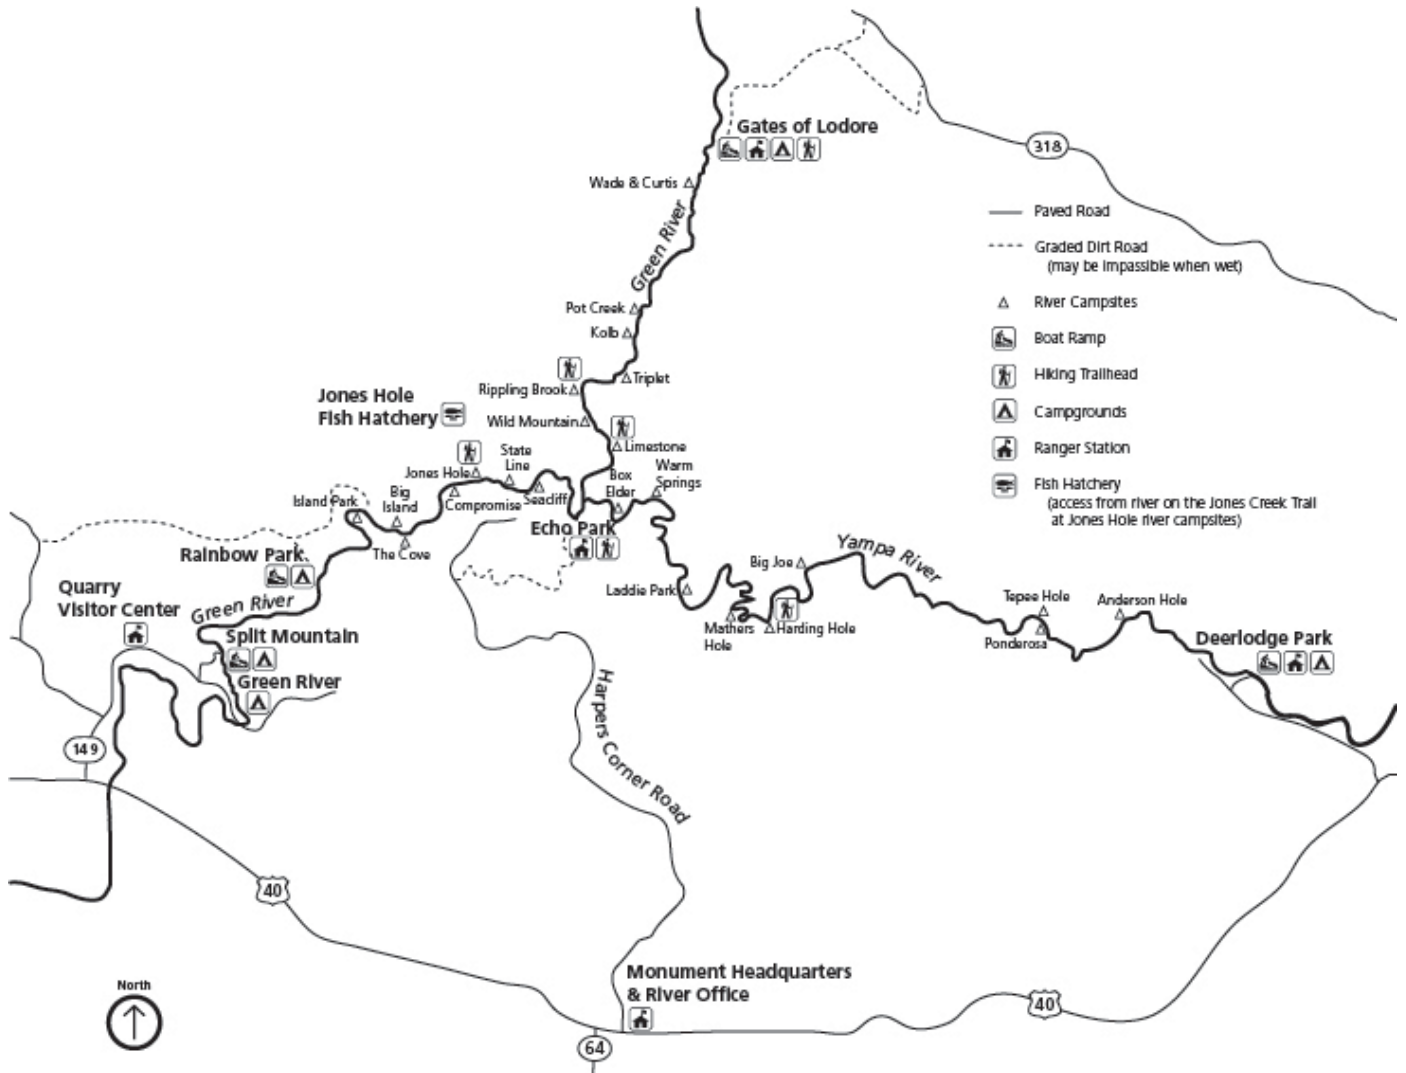 Gates of Lodore
318
Wade & Curtis
Green River
Paved Road
Graded Dirt Road
(may be impassible when wet)
River Campsites
Boat Ramp
Hiking Trailhead
Campgrounds
Ranger Station
Fish Hatchery
(access from river on the Jones Creek Trail
at Jones Hole river campsites)
Pot Creek
Kolb
Triplet
Rippling Brook
Jones Hole
Fish Hatchery
Wild Mountain
Limestone
State
Line
Jones Hole
Box
Elder
Warm
Springs
Big
Island
Island Park
Compromise
Seacliff
Echo Park
The Cove
Rainbow Park
Quarry
Visitor Center
Green River
Split Mountain
Green River
Laddie Park
Big Joe
Yampa River
Mathers
Hole
Harding Hole
Tepee Hole
Ponderosa
Anderson Hole
Deerlodge Park
Harpers Corner Road
149
40
North
Monument Headquarters
& River Office
40
64